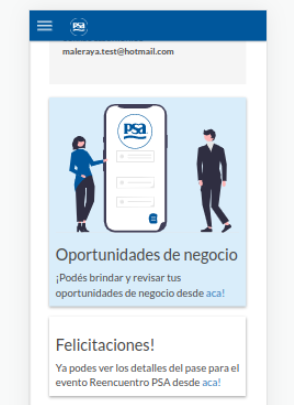 PSA
maleraya.test@hotmail.com
PSA
Oportunidades de negocio
¡Podés brindar y revisar tus
oportunidades de negocio desde aca!
Felicitaciones!
Ya podes ver los detalles del pase para el
evento Reencuentro PSA desde aca!